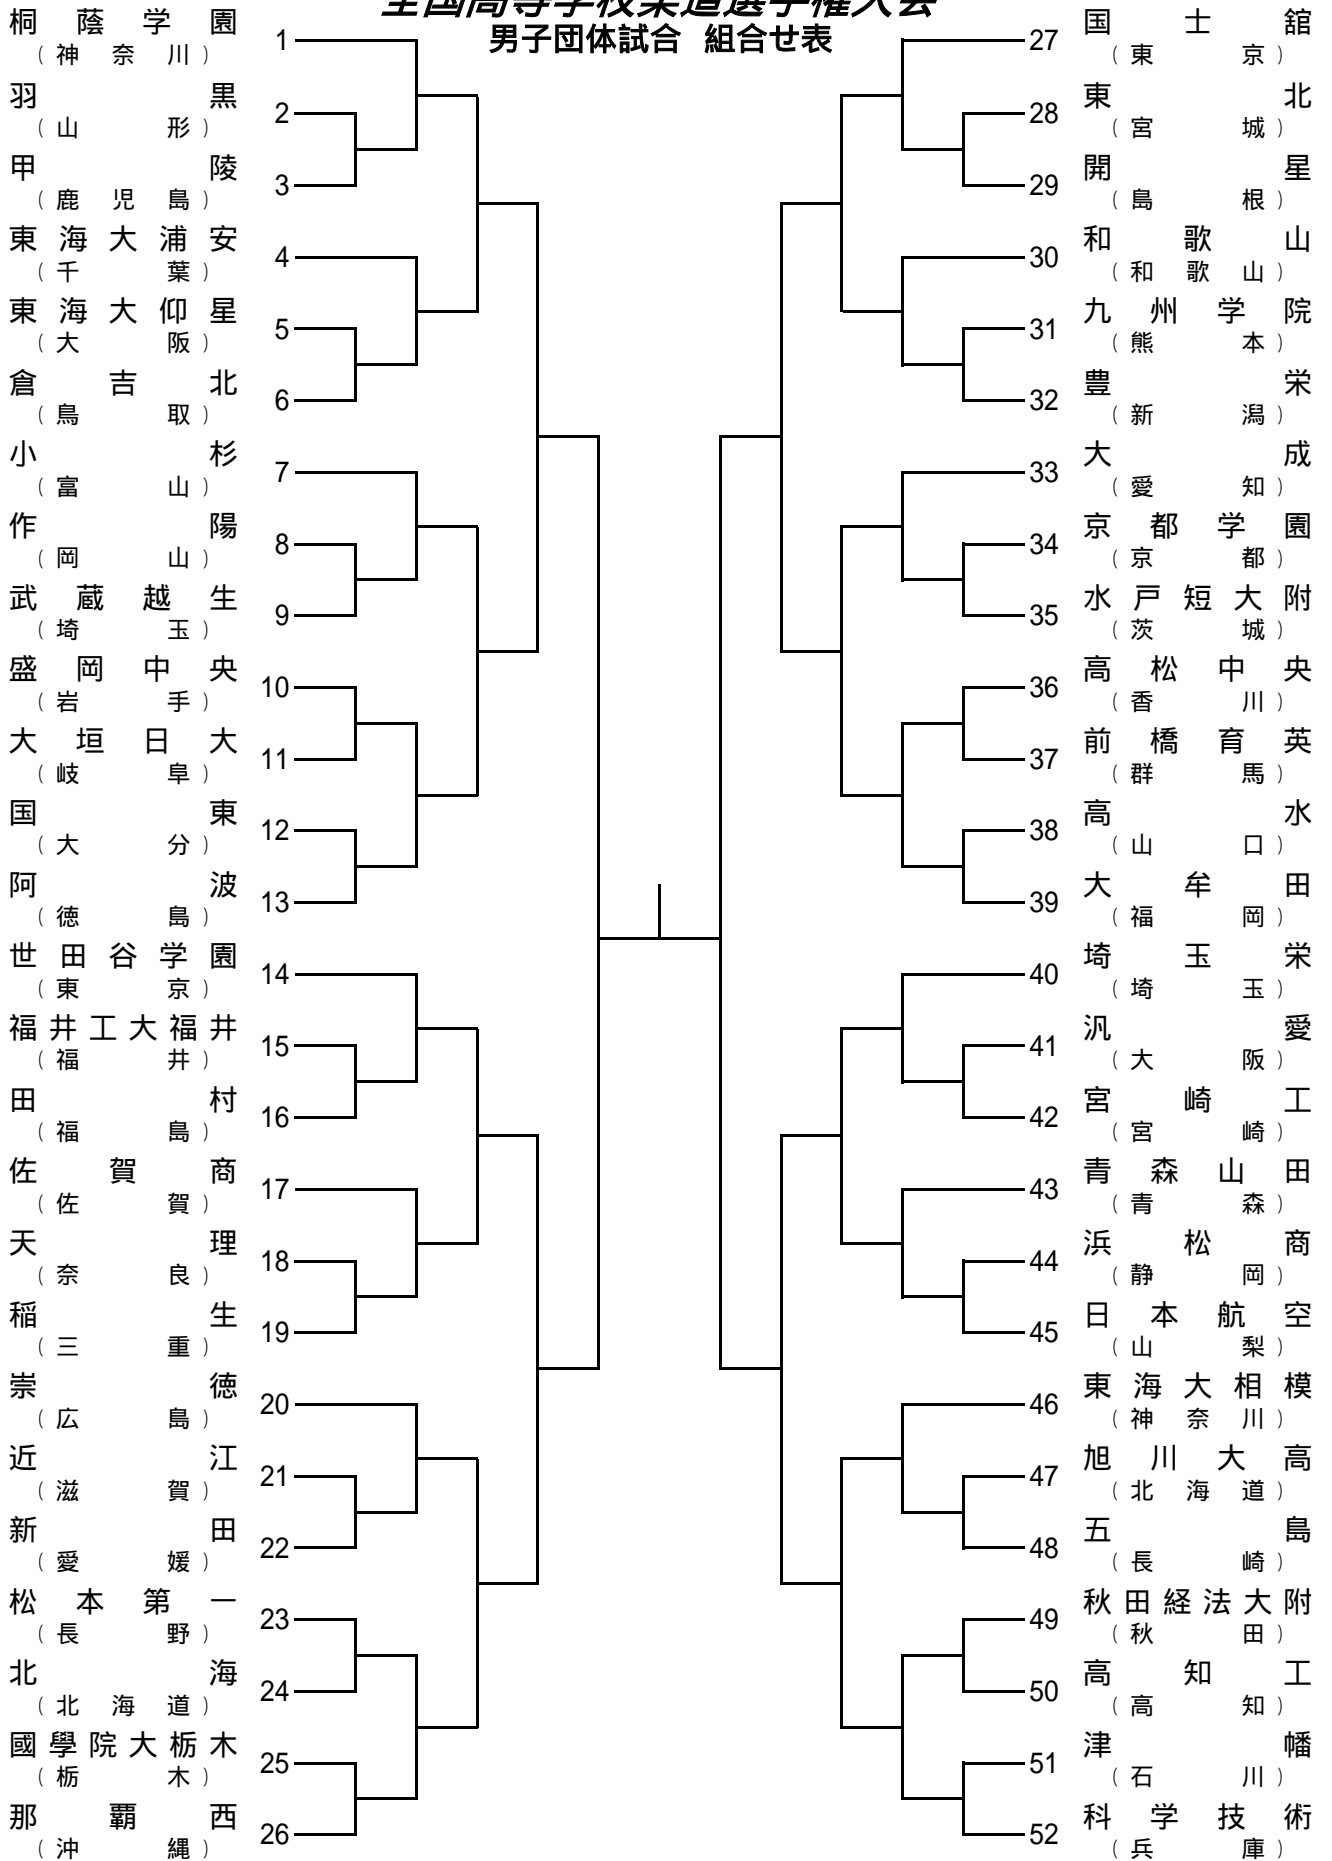 全国高等学校柔道選手権大会
男子団体試合 組合せ表
桐蔭学園
（神奈川）
1
羽黒
（山形）
2
甲陵
（鹿児島）
3
東海大浦安
（千葉）
4
東海大仰星
（大阪）
5
倉吉北
（鳥取）
6
小杉
（富山）
7
作陽
（岡山）
8
武蔵越生
（埼玉）
9
盛岡中央
（岩手）
10
大垣日大
（岐阜）
11
国東
（大分）
12
阿波
（徳島）
13
世田谷学園
（東京）
14
福井工大福井
（福井）
15
田村
（福島）
16
佐賀商
（佐賀）
17
天理
（奈良）
18
稲生
（三重）
19
崇徳
（広島）
20
近江
（滋賀）
21
新田
（愛媛）
22
松本第一
（長野）
23
北海
（北海道）
24
國學院大栃木
（栃木）
25
那覇西
（沖縄）
26
27
国士舘
（東京）
28
東北
（宮城）
29
開星
（島根）
30
和歌山
（和歌山）
31
九州学院
（熊本）
32
豊栄
（新潟）
33
大成
（愛知）
34
京都学園
（京都）
35
水戸短大附
（茨城）
36
高松中央
（香川）
37
前橋育英
（群馬）
38
高水
（山口）
39
大牟田
（福岡）
40
埼玉栄
（埼玉）
41
汎愛
（大阪）
42
宮崎工
（宮崎）
43
青森山田
（青森）
44
浜松商
（静岡）
45
日本航空
（山梨）
46
東海大相模
（神奈川）
47
旭川大高
（北海道）
48
五島
（長崎）
49
秋田経法大附
（秋田）
50
高知工
（高知）
51
津幡
（石川）
52
科学技術
（兵庫）